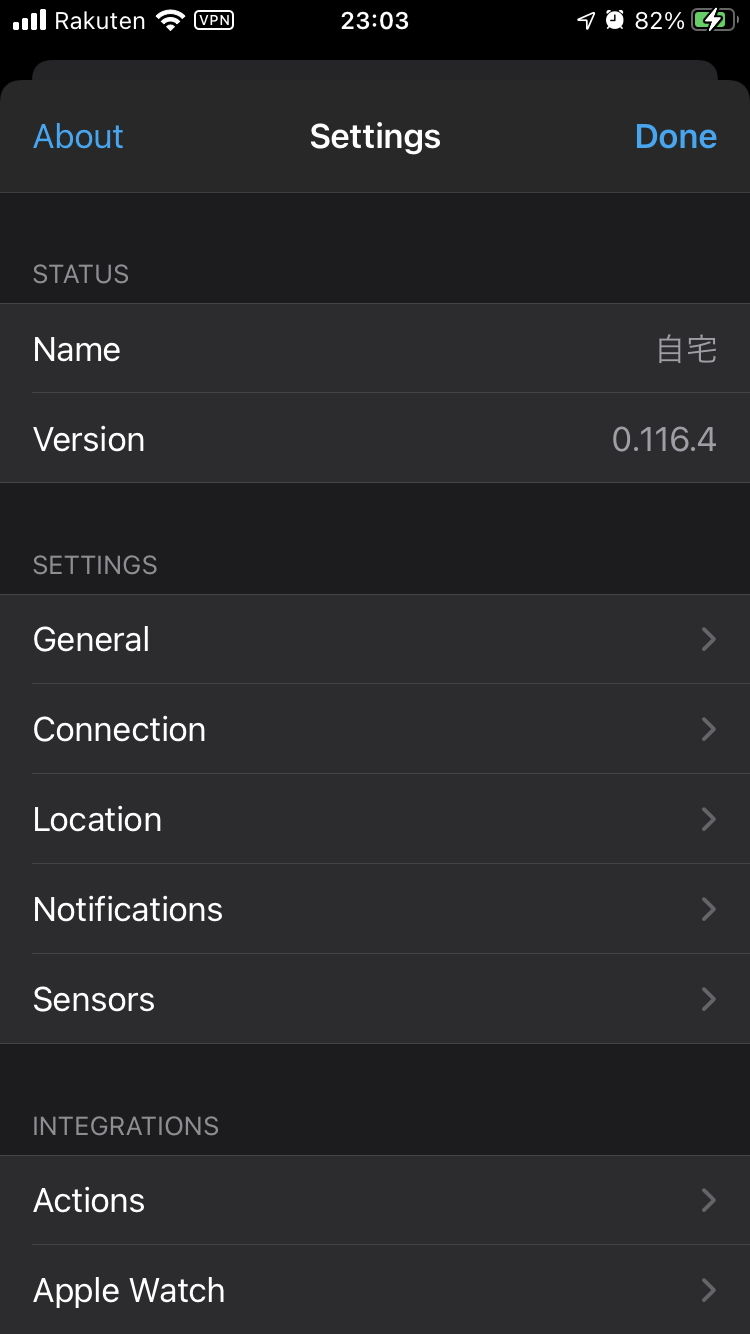 Rakuten VPN 23:03 82%
About Settings Done
STATUS
Name 自宅
Version 0.116.4
SETTINGS
General
Connection
Location
Notifications
Sensors
INTEGRATIONS
Actions
Apple Watch